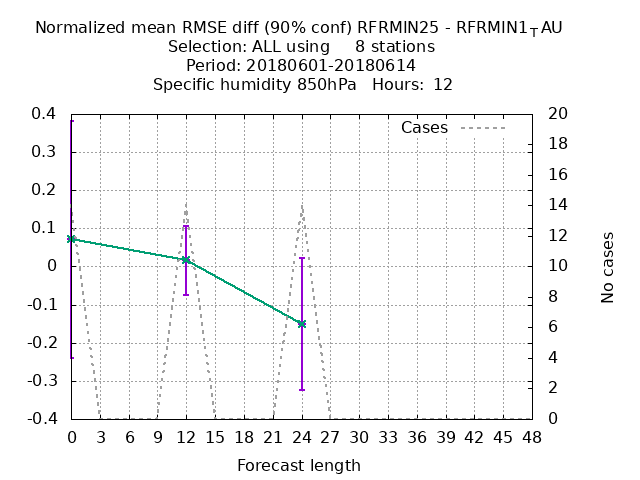 Normalized mean RMSE diff (90% conf) RFRMIN25 - RFRMIN1_TAU
Selection: ALL using     8 stations
Period: 20180601-20180614
Specific humidity 850hPa   Hours:  12
Cases
0.4
0.3
0.2
0.1
0
-0.1
-0.2
-0.3
-0.4
20
18
16
14
12
10
8
6
4
2
0
No cases
0 3 6 9 12 15 18 21 24 27 30 33 36 39 42 45 48
Forecast length